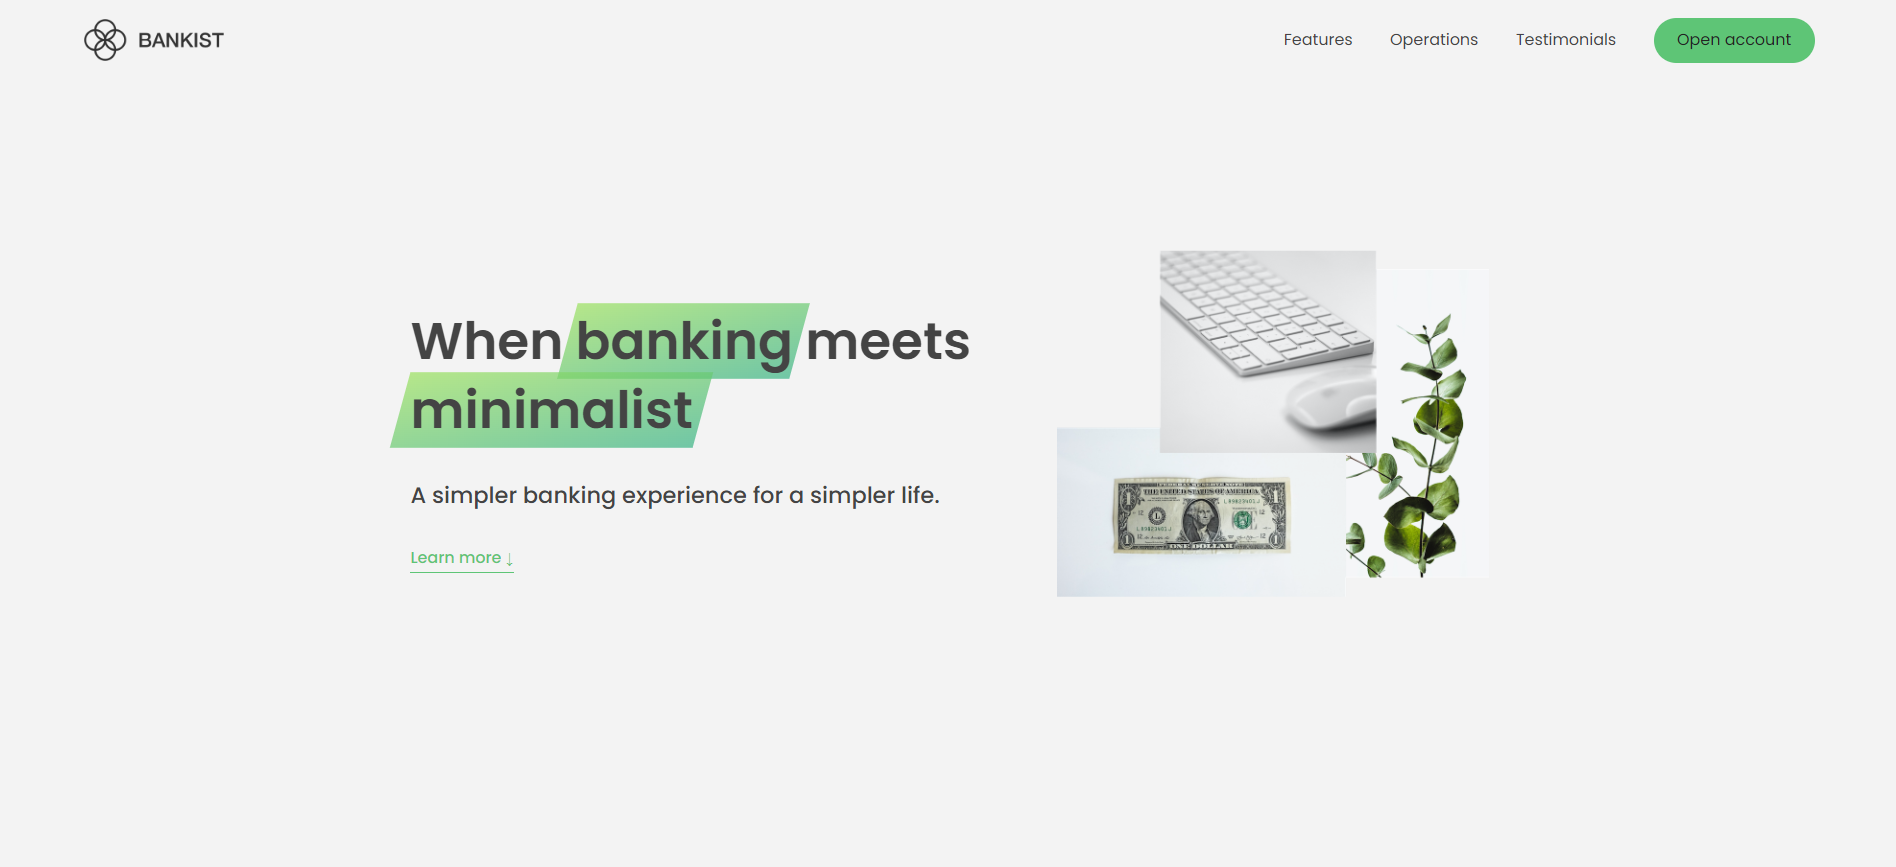 BANKIST
Features
Operations
Testimonials
Open account
When banking meets
minimalist
A simpler banking experience for a simpler life.
Learn more ↓
THE UNITED STATES OF AMERICA
ONE DOLLAR